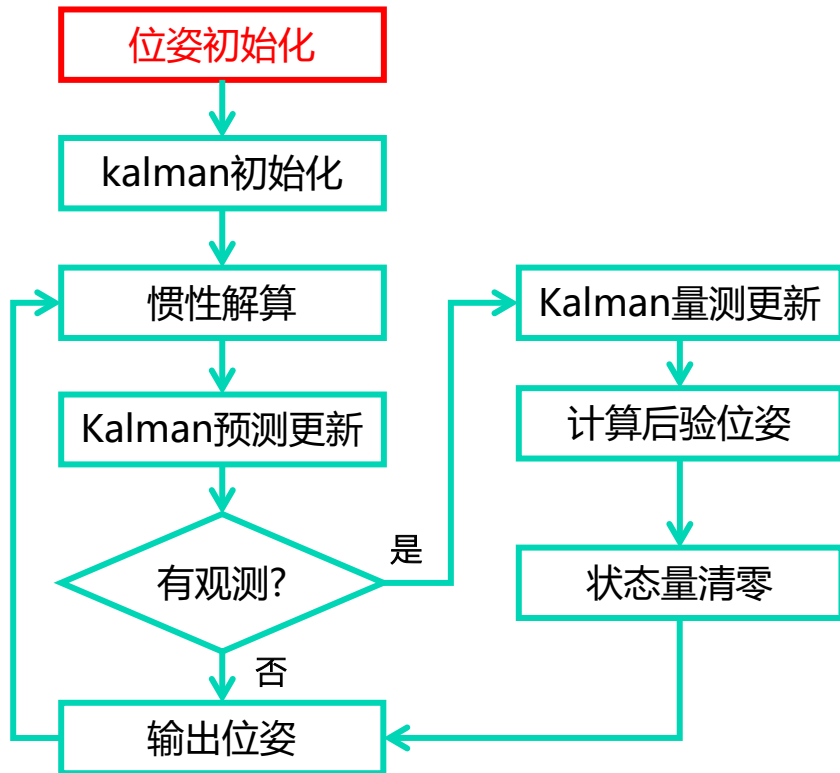 位姿初始化
kalman初始化
惯性解算
Kalman预测更新
有观测?
是
否
输出位姿
Kalman量测更新
计算后验位姿
状态量清零